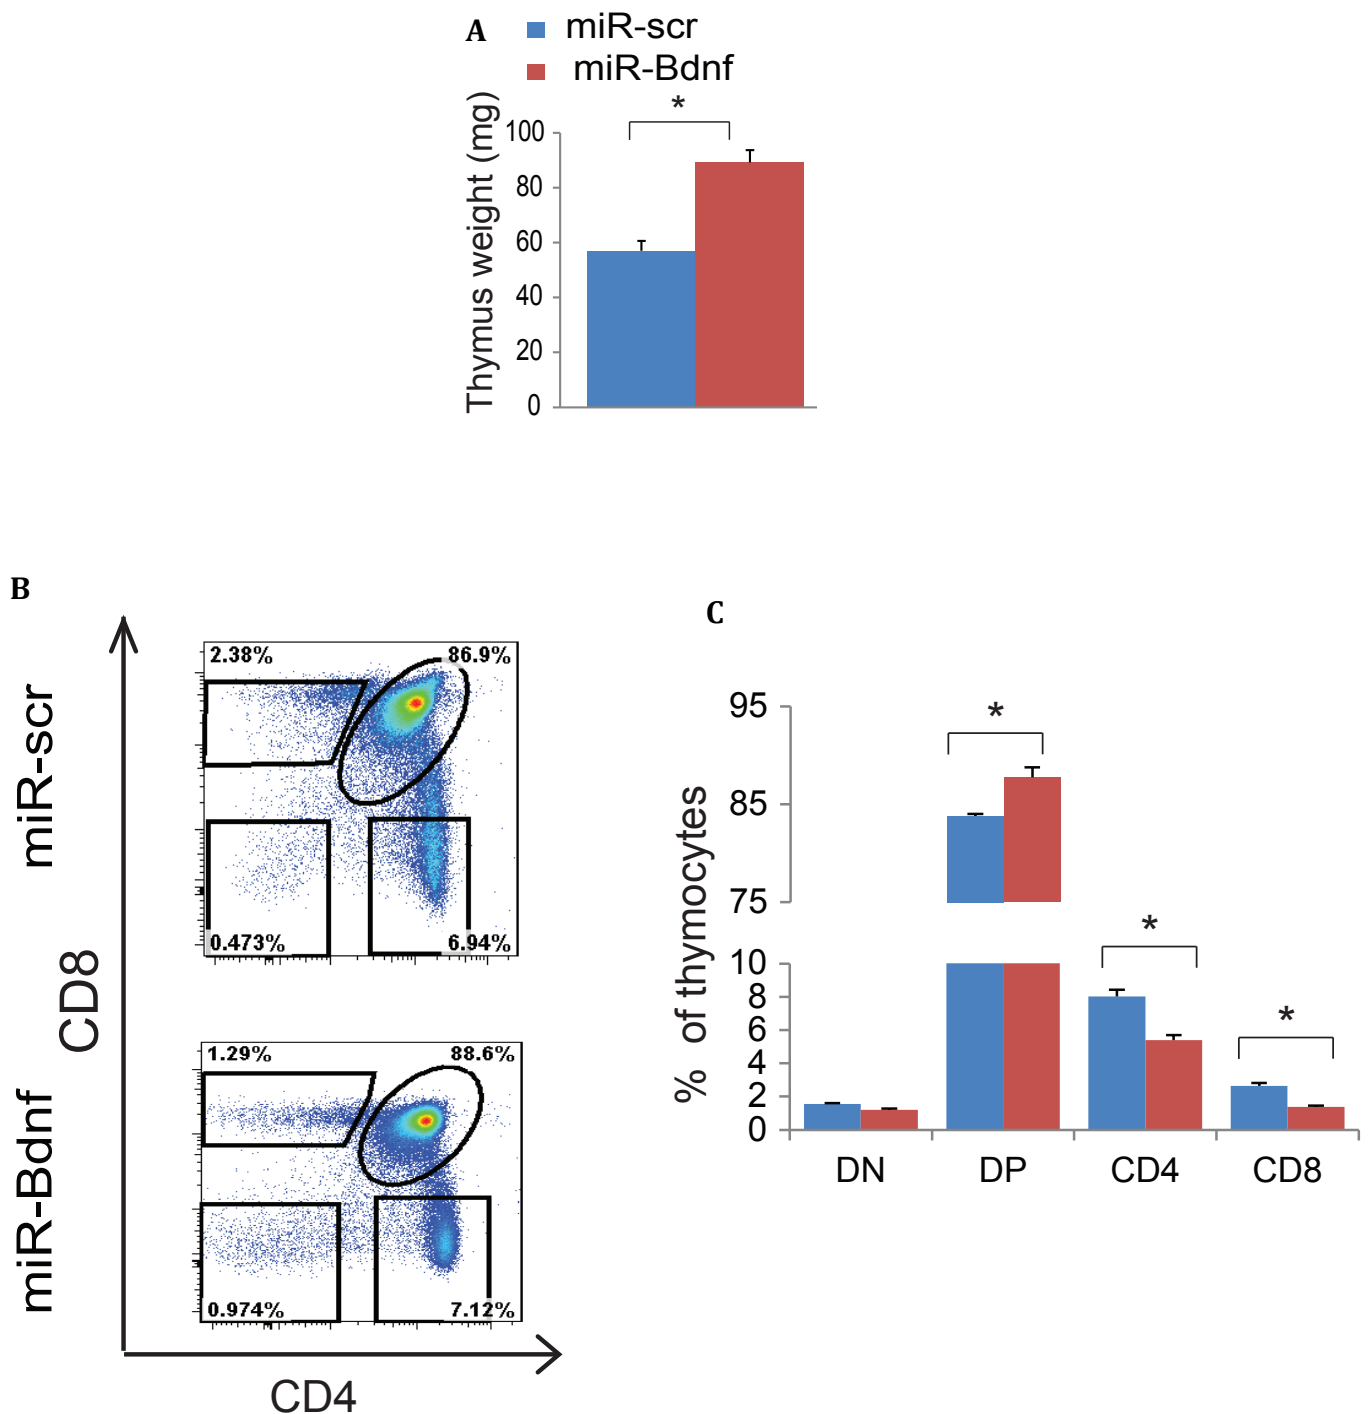 A
miR-scr
miR-Bdnf
*
Thymus weight (mg)
100
80
60
40
20
0
B
miR-scr
2.38%
86.9%
0.473%
6.94%
CD8
miR-Bdnf
1.29%
88.6%
0.974%
7.12%
CD4
C
% of thymocytes
95
85
75
10
8
6
4
2
0
*
*
*
DN
DP
CD4
CD8